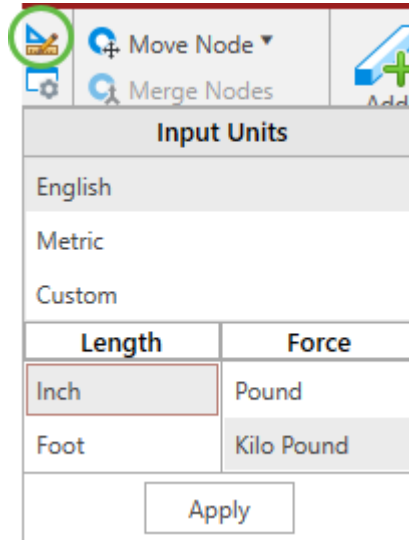 Move Node
Merge Nodes
Input Units
English
Metric
Custom
Length Force
Inch Pound
Foot Kilo Pound
Apply